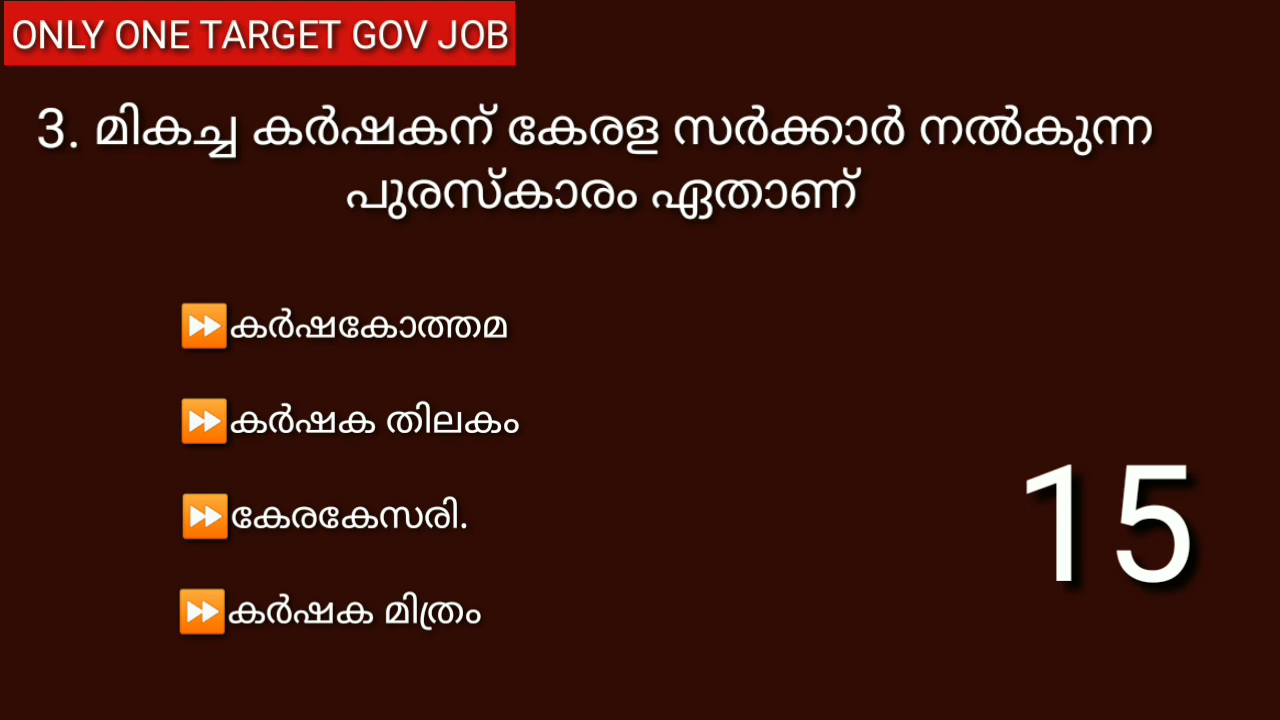 ONLY ONE TARGET GOV JOB
3. മികച്ച കർഷകന് കേരള സർക്കാർ നൽകുന്ന
പുരസ്കാരം ഏതാണ്
⏩കർഷകോത്തമ
⏩കർഷക തിലകം
⏩കേരകേസരി.
⏩കർഷക മിത്രം
15